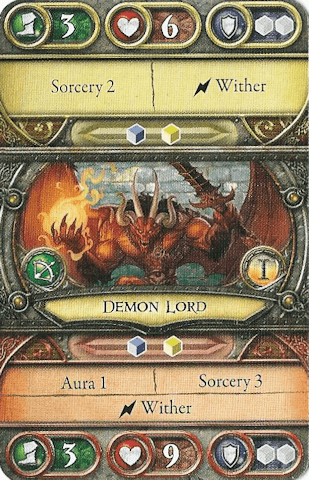 3 6
Sorcery 2 Wither
I
DEMON LORD
Aura 1 Sorcery 3
Wither
3 9